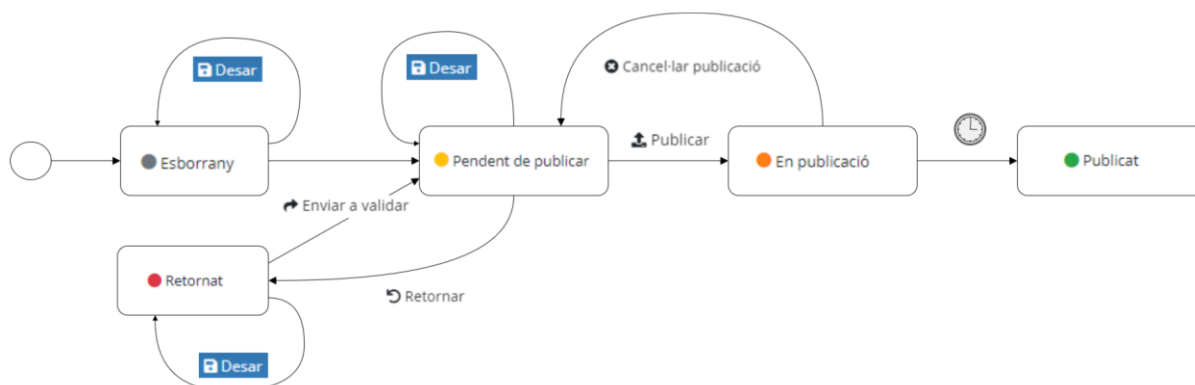 Desar
Desar
Cancel·lar publicació
Publicar
Esborrany
Pendent de publicar
En publicació
Publicat
Enviar a validar
Retornat
Retornar
Desar